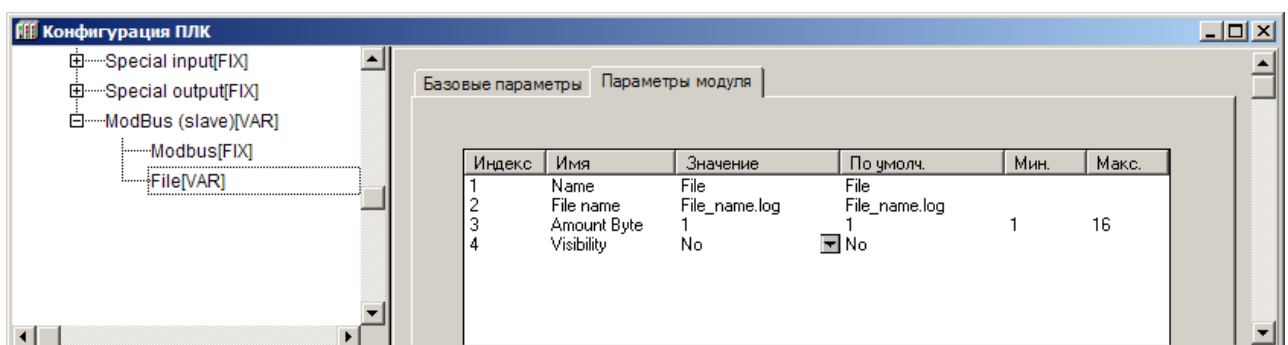 Конфигурация ПЛК
Special input[FIX]
Special output[FIX]
ModBus (slave)[VAR]
Modbus[FIX]
File[VAR]
Базовые параметры Параметры модуля
Индекс Имя Значение По умолч. Мин. Макс.
1 Name File File
2 File name File_name.log File_name.log
3 Amount Byte 1 1 1 16
4 Visibility No No